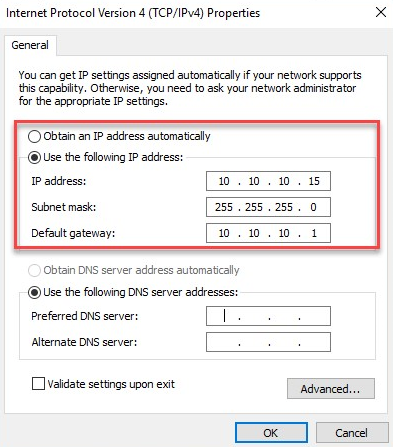 Internet Protocol Version 4 (TCP/IPv4) Properties
General
You can get IP settings assigned automatically if your network supports
this capability. Otherwise, you need to ask your network administrator
for the appropriate IP settings.
Obtain an IP address automatically
Use the following IP address:
IP address: 10 . 10 . 10 . 15
Subnet mask: 255 . 255 . 255 . 0
Default gateway: 10 . 10 . 10 . 1
Obtain DNS server address automatically
Use the following DNS server addresses:
Preferred DNS server: . . .
Alternate DNS server: . . .
Validate settings upon exit
Advanced...
OK Cancel